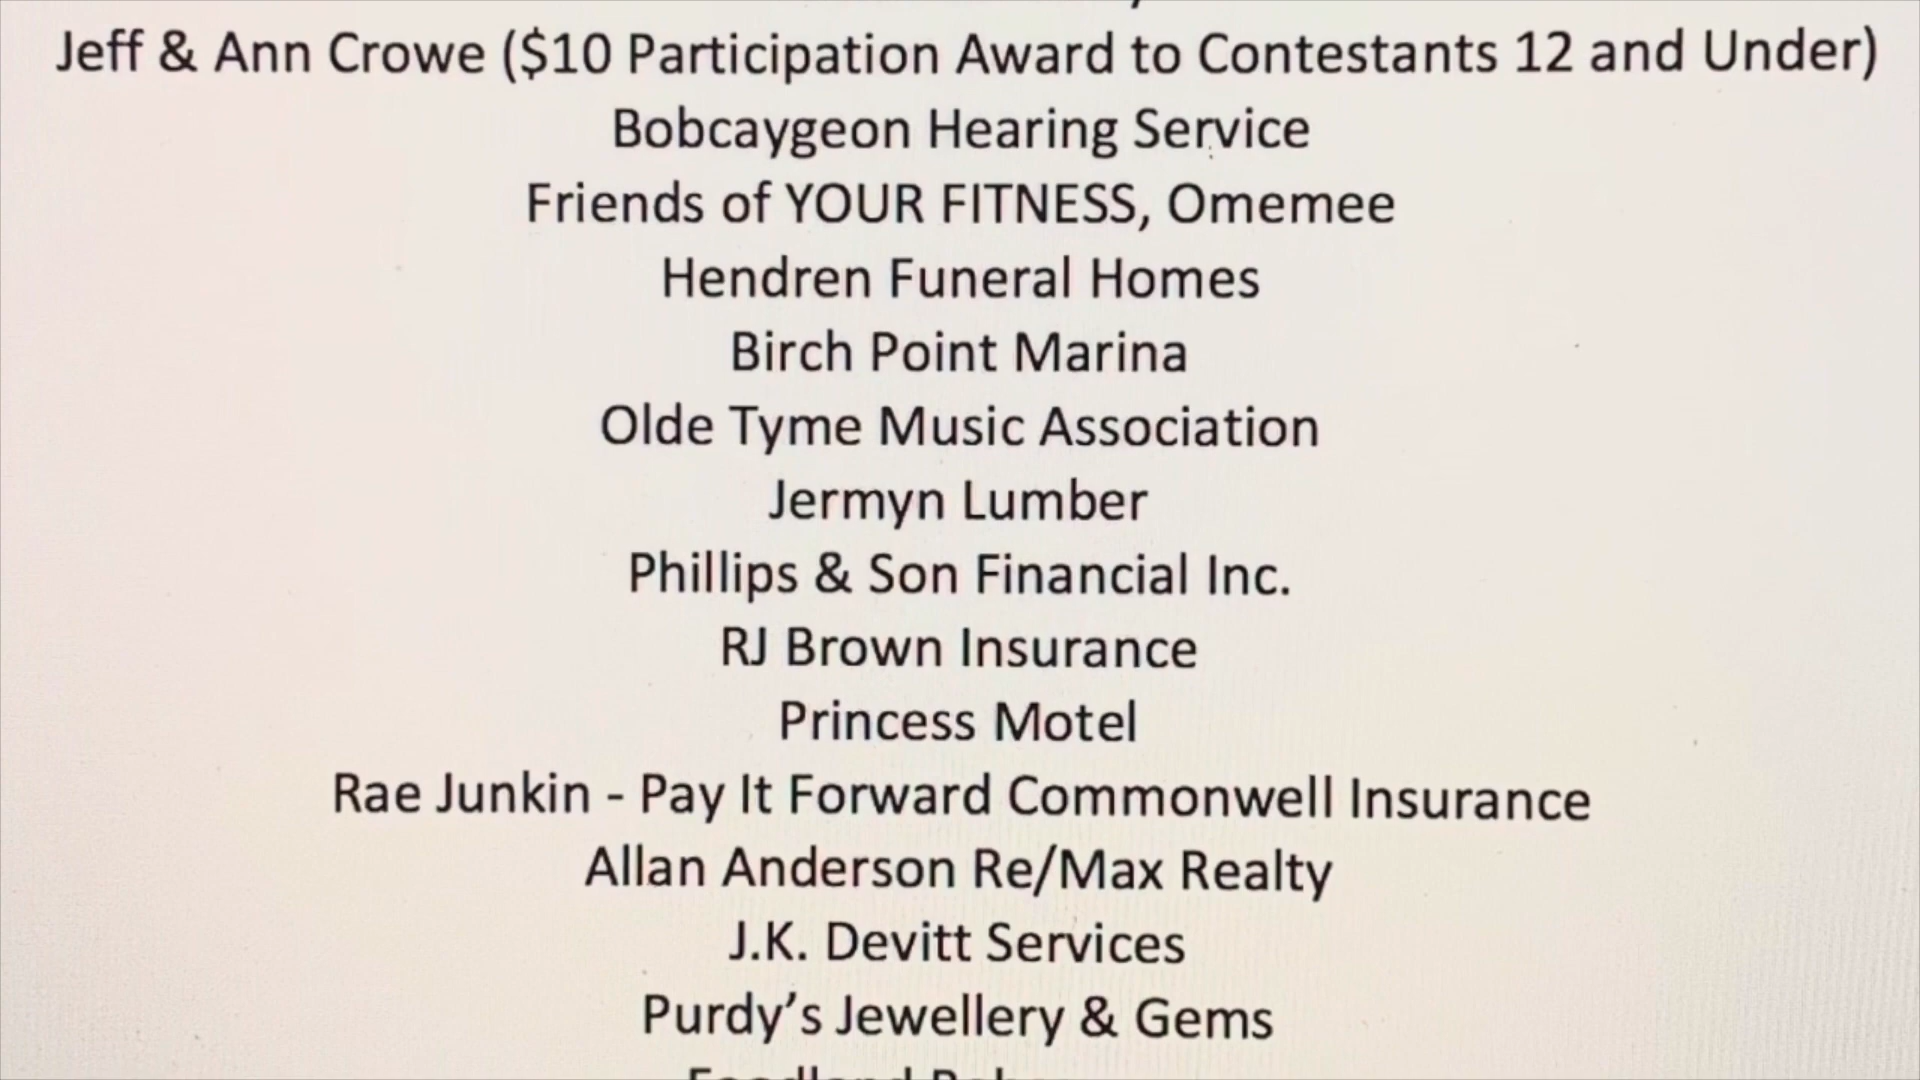 Jeff & Ann Crowe ($10 Participation Award to Contestants 12 and Under)
Bobcaygeon Hearing Service
Friends of YOUR FITNESS, Omemee
Hendren Funeral Homes
Birch Point Marina
Olde Tyme Music Association
Jermyn Lumber
Phillips & Son Financial Inc.
RJ Brown Insurance
Princess Motel
Rae Junkin - Pay It Forward Commonwell Insurance
Allan Anderson Re/Max Realty
J.K. Devitt Services
Purdy's Jewellery & Gems